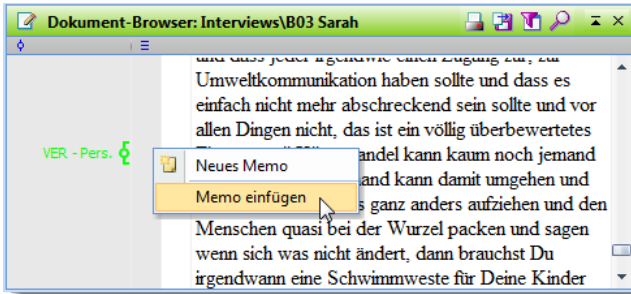 Dokument-Browser: Interviews\B03 Sarah
und dass jeder irgendwie einen Zugang zur, zur
Umweltkommunikation haben sollte und dass es
einfach nicht mehr abschreckend sein sollte und vor
allen Dingen nicht, das ist ein völlig überbewertetes
VER - Pers.
andel kann kaum noch jemand
Neues Memo
and kann damit umgehen und
Memo einfügen
s ganz anders aufziehen und den
Menschen quasi bei der Wurzel packen und sagen
wenn sich was nicht ändert, dann brauchst Du
irgendwann eine Schwimmweste für Deine Kinder